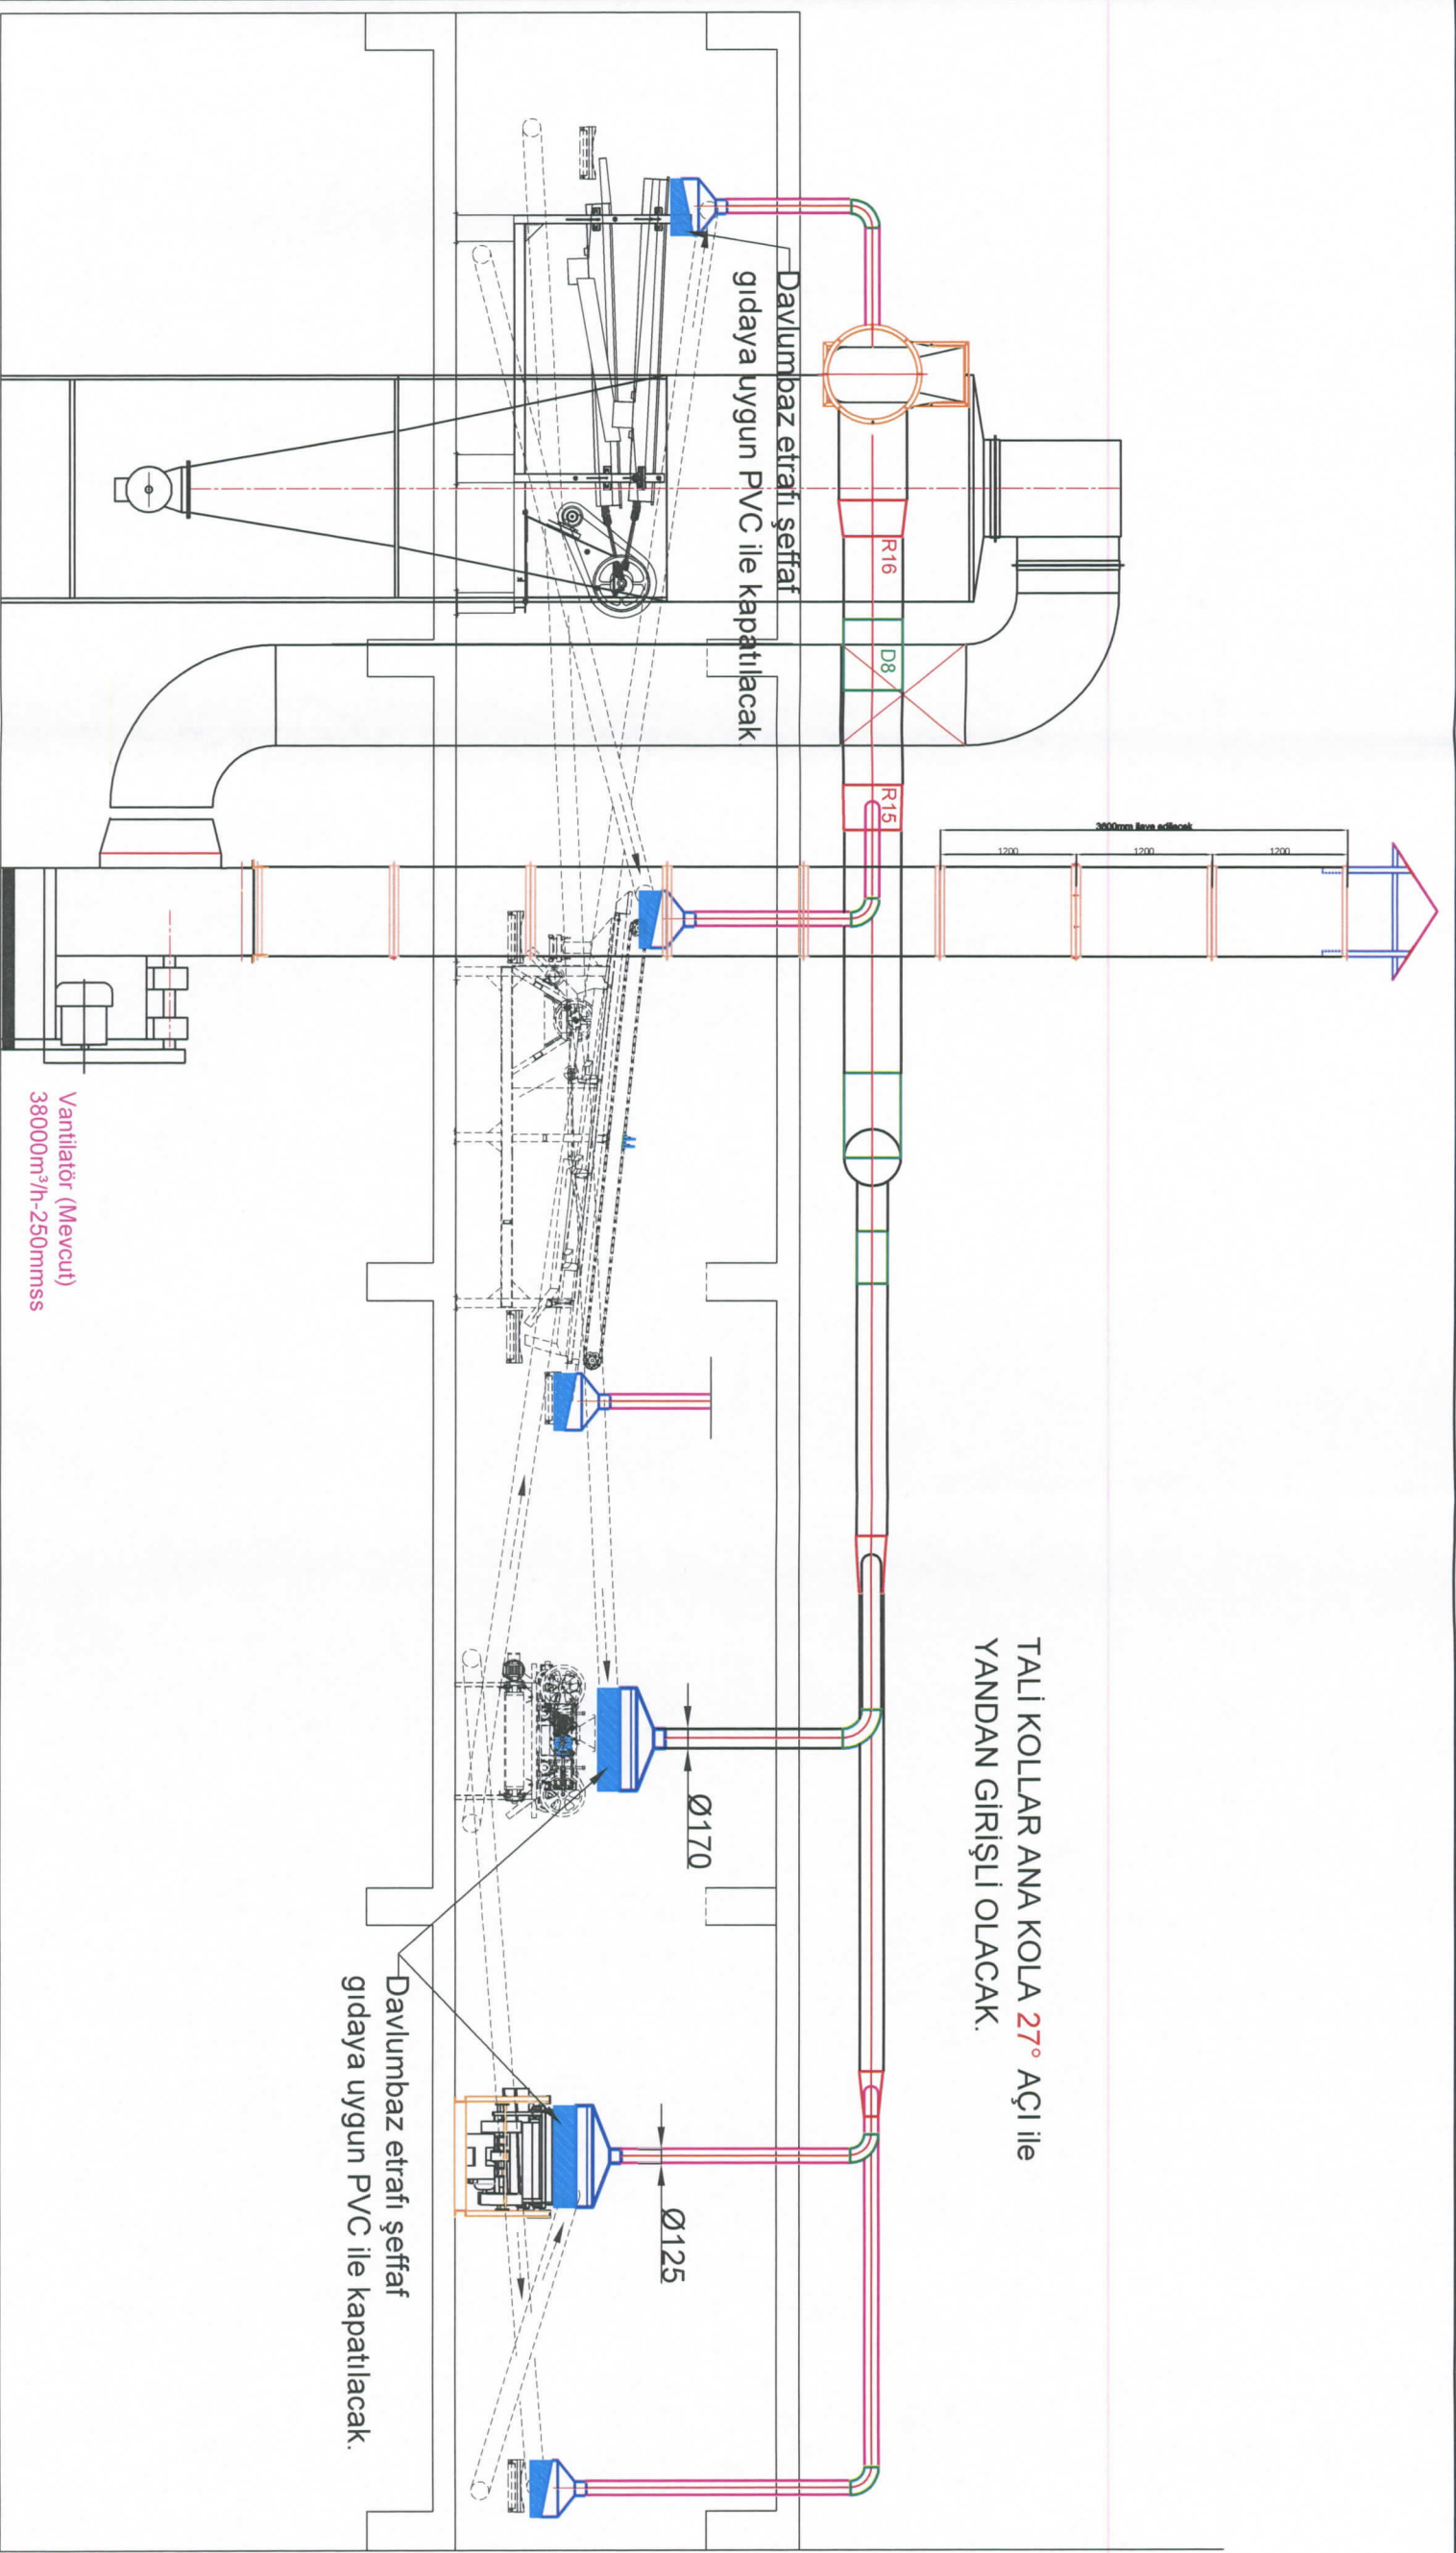 3600mm ilave edilecek
1200
1200
1200
TALİ KOLLAR ANA KOLA 27° AÇI ile
YANDAN GİRİŞLİ OLACAK.
R16
D8
R15
Davlumbaz etrafı şeffaf
gıdaya uygun PVC ile kapatılacak
Ø170
Ø125
Davlumbaz etrafı şeffaf
gıdaya uygun PVC ile kapatılacak.
Vantilatör (Mevcut)
38000m³/h-250mmss